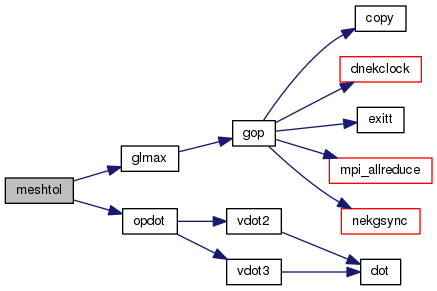 copy
dnekclock
gop
exitt
glmax
mpi_allreduce
meshtol
opdot
vdot2
nekgsync
vdot3
dot